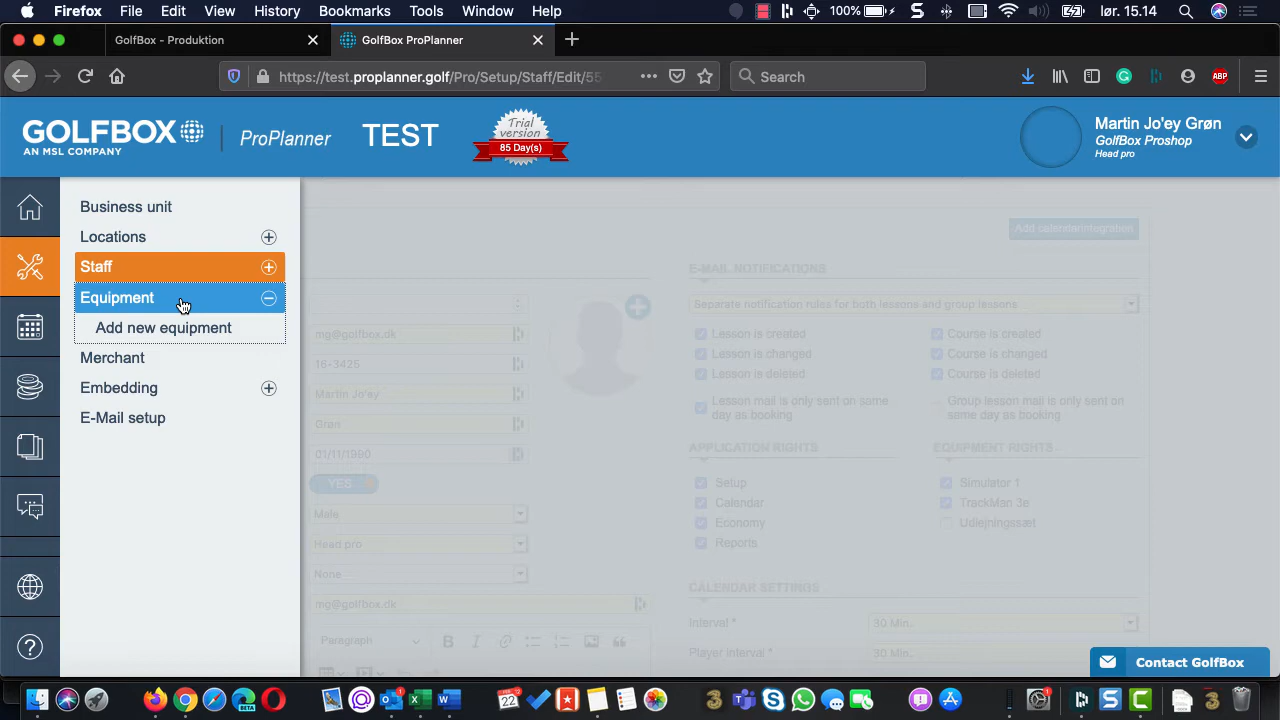 Firefox File Edit View History Bookmarks Tools Window Help 100% lør. 15.14
GolfBox - Produktion GolfBox ProPlanner
https://test.proplanner.golf/Pro/Setup/Staff/Edit/55 Search ABP
GOLFBOX ProPlanner TEST
AN MSL COMPANY
Trial version
85 Day(s)
Martin Jo'ey Grøn
GolfBox Proshop
Head pro
Business unit
Locations
Staff
Equipment
Add new equipment
Merchant
Embedding
E-Mail setup
Add calendarintegration
mg@golfbox.dk
18-3425
Martin Jo'ey
Grøn
01/11/1990
YES
Male
Head pro
None
mg@golfbox.dk
Paragraph B I
E-MAIL NOTIFICATIONS
Separate notification rules for both lessons and group lessons
Lesson is created Course is created
Lesson is changed Course is changed
Lesson is deleted Course is deleted
Lesson mail is only sent on same day as booking
Group lesson mail is only sent on same day as booking
APPLICATION RIGHTS EQUIPMENT RIGHTS
Setup Simulator 1
Calendar TrackMan 3e
Economy Udlejningssæt
Reports
CALENDAR SETTINGS
Interval * 30 Min.
Player interval * 30 Min.
Contact GolfBox